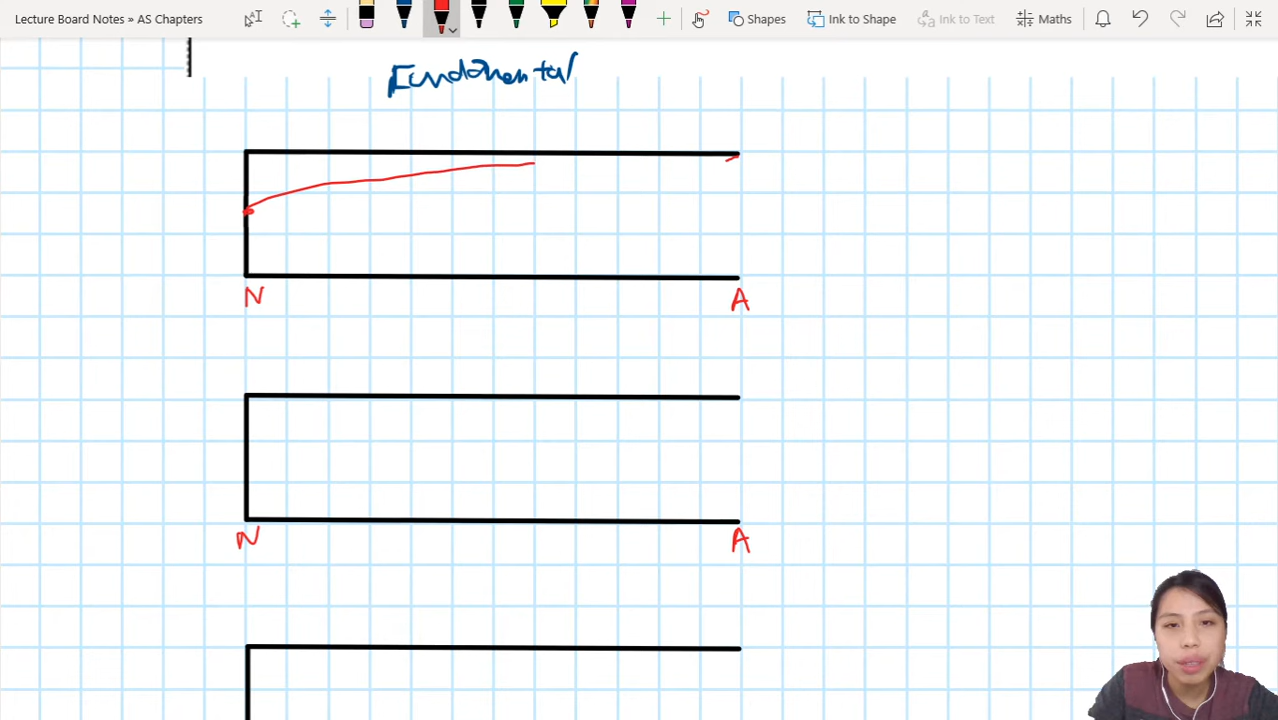 Lecture Board Notes » AS Chapters
Shapes
Ink to Shape
Ink to Text
Maths
Fundamental
N A
N A